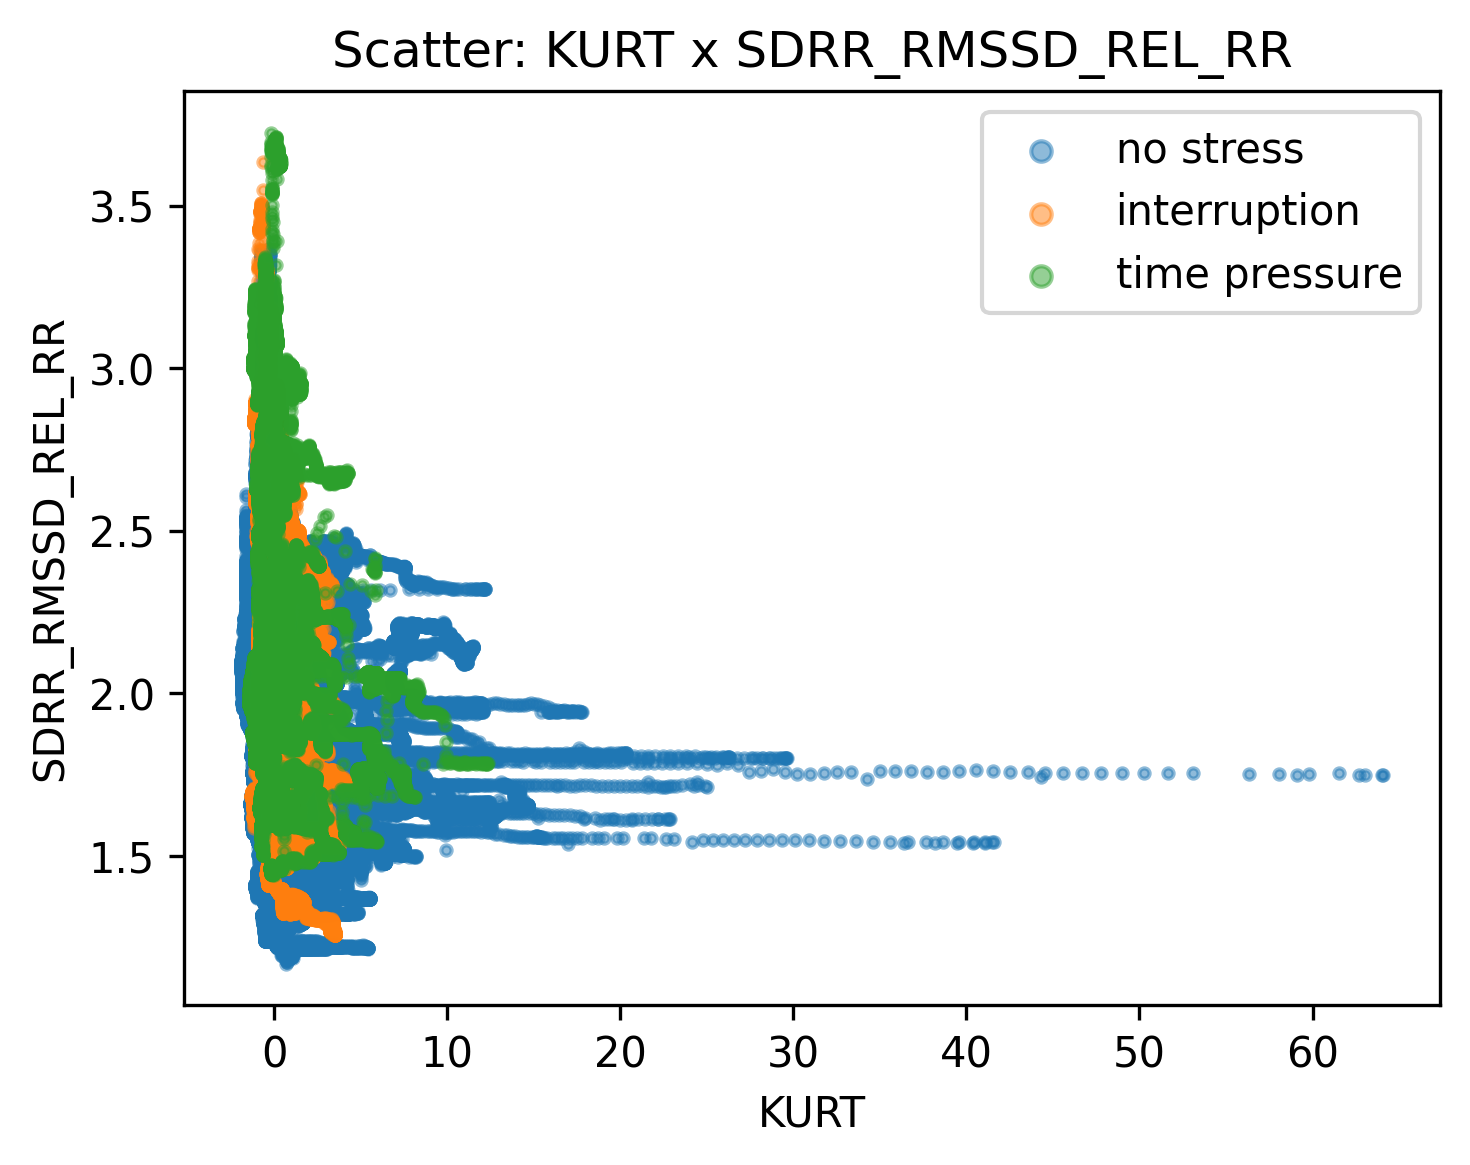 Scatter: KURT x SDRR_RMSSD_REL_RR
no stress
interruption
time pressure
SDRR_RMSSD_REL_RR
3.5
3.0
2.5
2.0
1.5
0 10 20 30 40 50 60
KURT